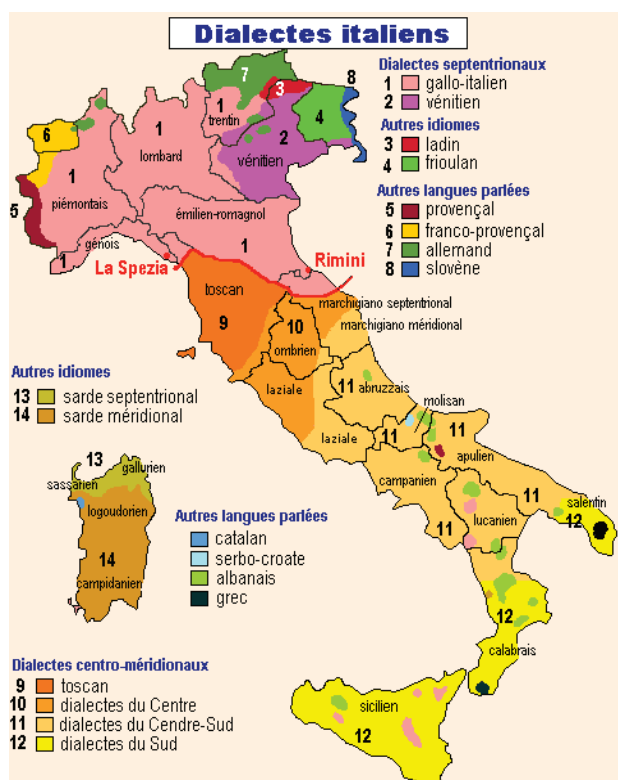 Dialectes italiens
Dialectes septentrionaux
1 gallo-italien
2 vénitien
Autres idiomes
3 ladin
4 frioulan
Autres langues parlées
5 provençal
6 franco-provençal
7 allemand
8 slovène
7
8
3
1
trentin
4
2
vénitien
6
1
lombard
1
piémontais
5
émilien-romagnol
1
génois
1
La Spezia
Rimini
toscan
9
marchigiano septentrional
marchigiano méridional
10
ombrien
laziale
11
abruzzais
molisan
laziale
11
11
apulien
campanien
11
11
lucanien
salentin
12
12
calabrais
sicilien
12
Autres idiomes
13 sarde septentrional
14 sarde méridional
13
gallurien
sassarien
logoudorien
14
campidanien
Autres langues parlées
catalan
serbo-croate
albanais
grec
Dialectes centro-méridionaux
9 toscan
10 dialectes du Centre
11 dialectes du Cendre-Sud
12 dialectes du Sud